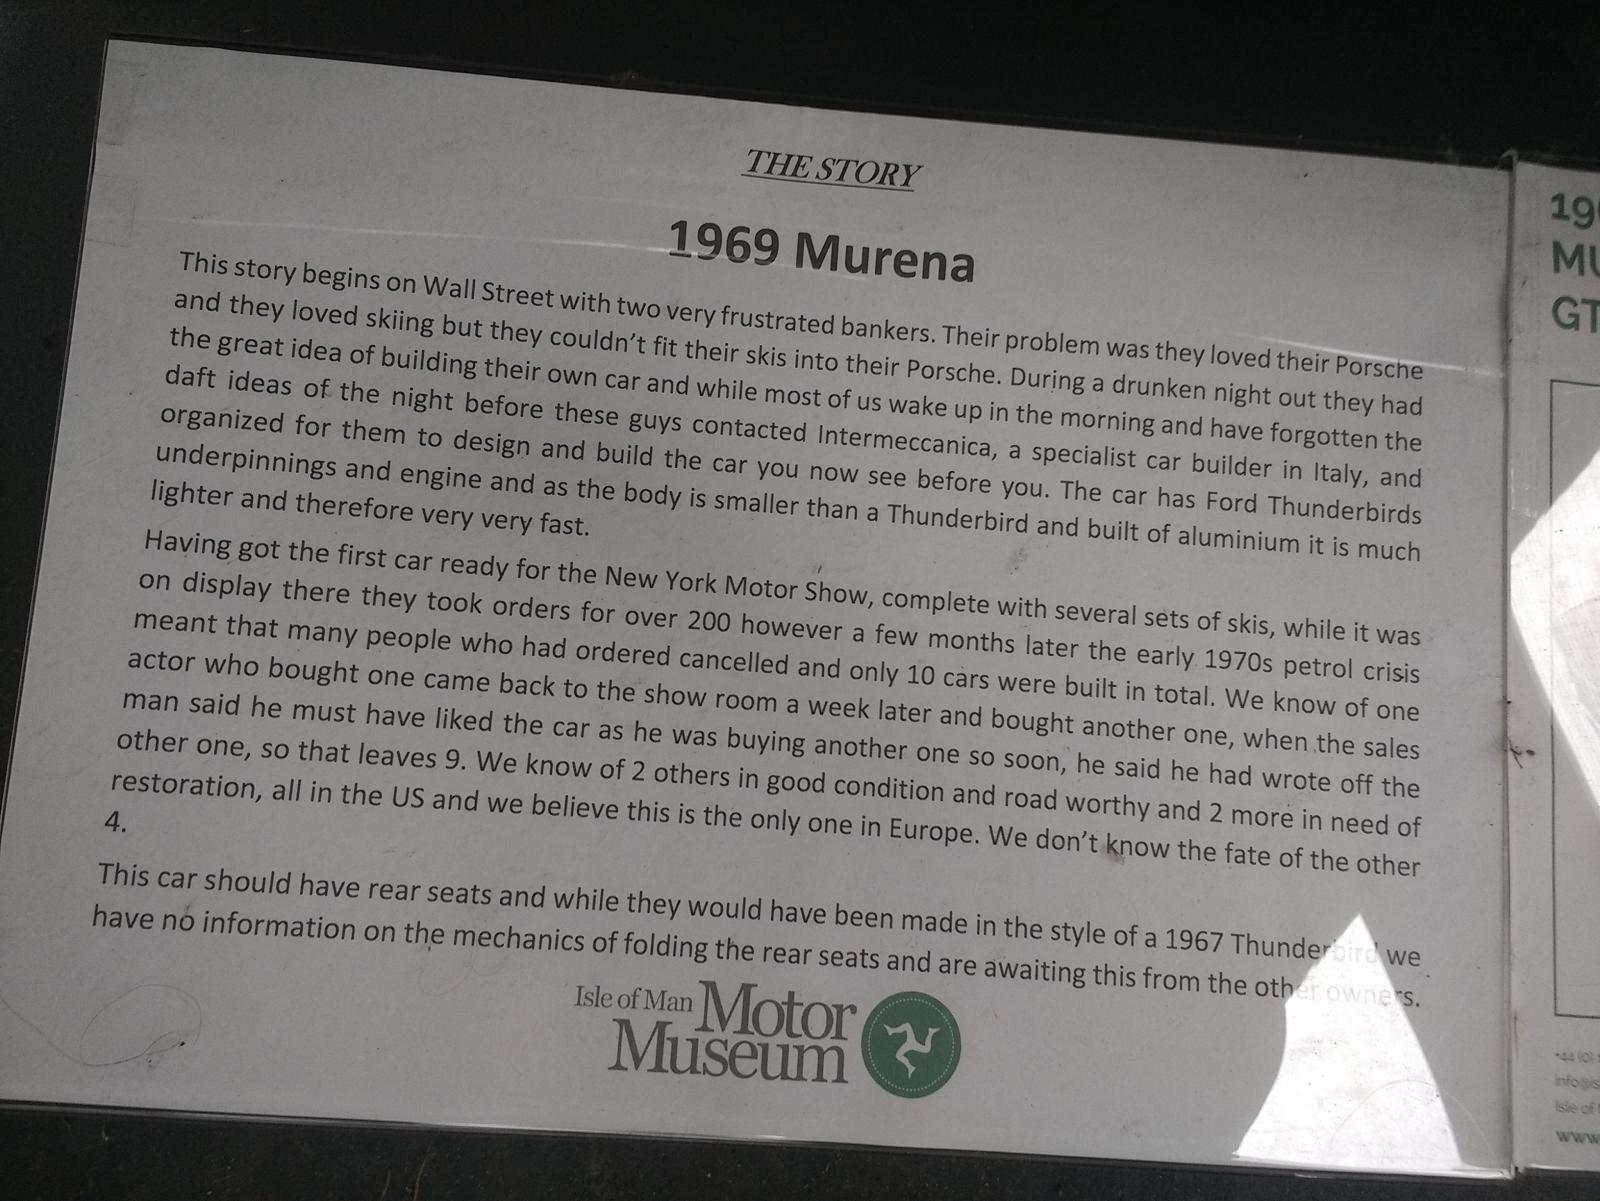 THE STORY
1969 Murena
This story begins on Wall Street with two very frustrated bankers. Their problem was they loved their Porsche
and they loved skiing but they couldn't fit their skis into their Porsche. During a drunken night out they had
the great idea of building their own car and while most of us wake up in the morning and have forgotten the
daft ideas of the night before these guys contacted Intermeccanica, a specialist car builder in Italy, and
organized for them to design and build the car you now see before you. The car has Ford Thunderbirds
underpinnings and engine and as the body is smaller than a Thunderbird and built of aluminium it is much
lighter and therefore very very fast.
Having got the first car ready for the New York Motor Show, complete with several sets of skis, while it was
on display there they took orders for over 200 however a few months later the early 1970s petrol crisis
meant that many people who had ordered cancelled and only 10 cars were built in total. We know of one
actor who bought one came back to the show room a week later and bought another one, when the sales
man said he must have liked the car as he was buying another one so soon, he said he had wrote off the
other one, so that leaves 9. We know of 2 others in good condition and road worthy and 2 more in need of
restoration, all in the US and we believe this is the only one in Europe. We don't know the fate of the other
4.
This car should have rear seats and while they would have been made in the style of a 1967 Thunderbird we
have no information on the mechanics of folding the rear seats and are awaiting this from the other owners.
Isle of Man Motor
Museum
19
MU
GT
+44 (0)
info@is
Isle of
www